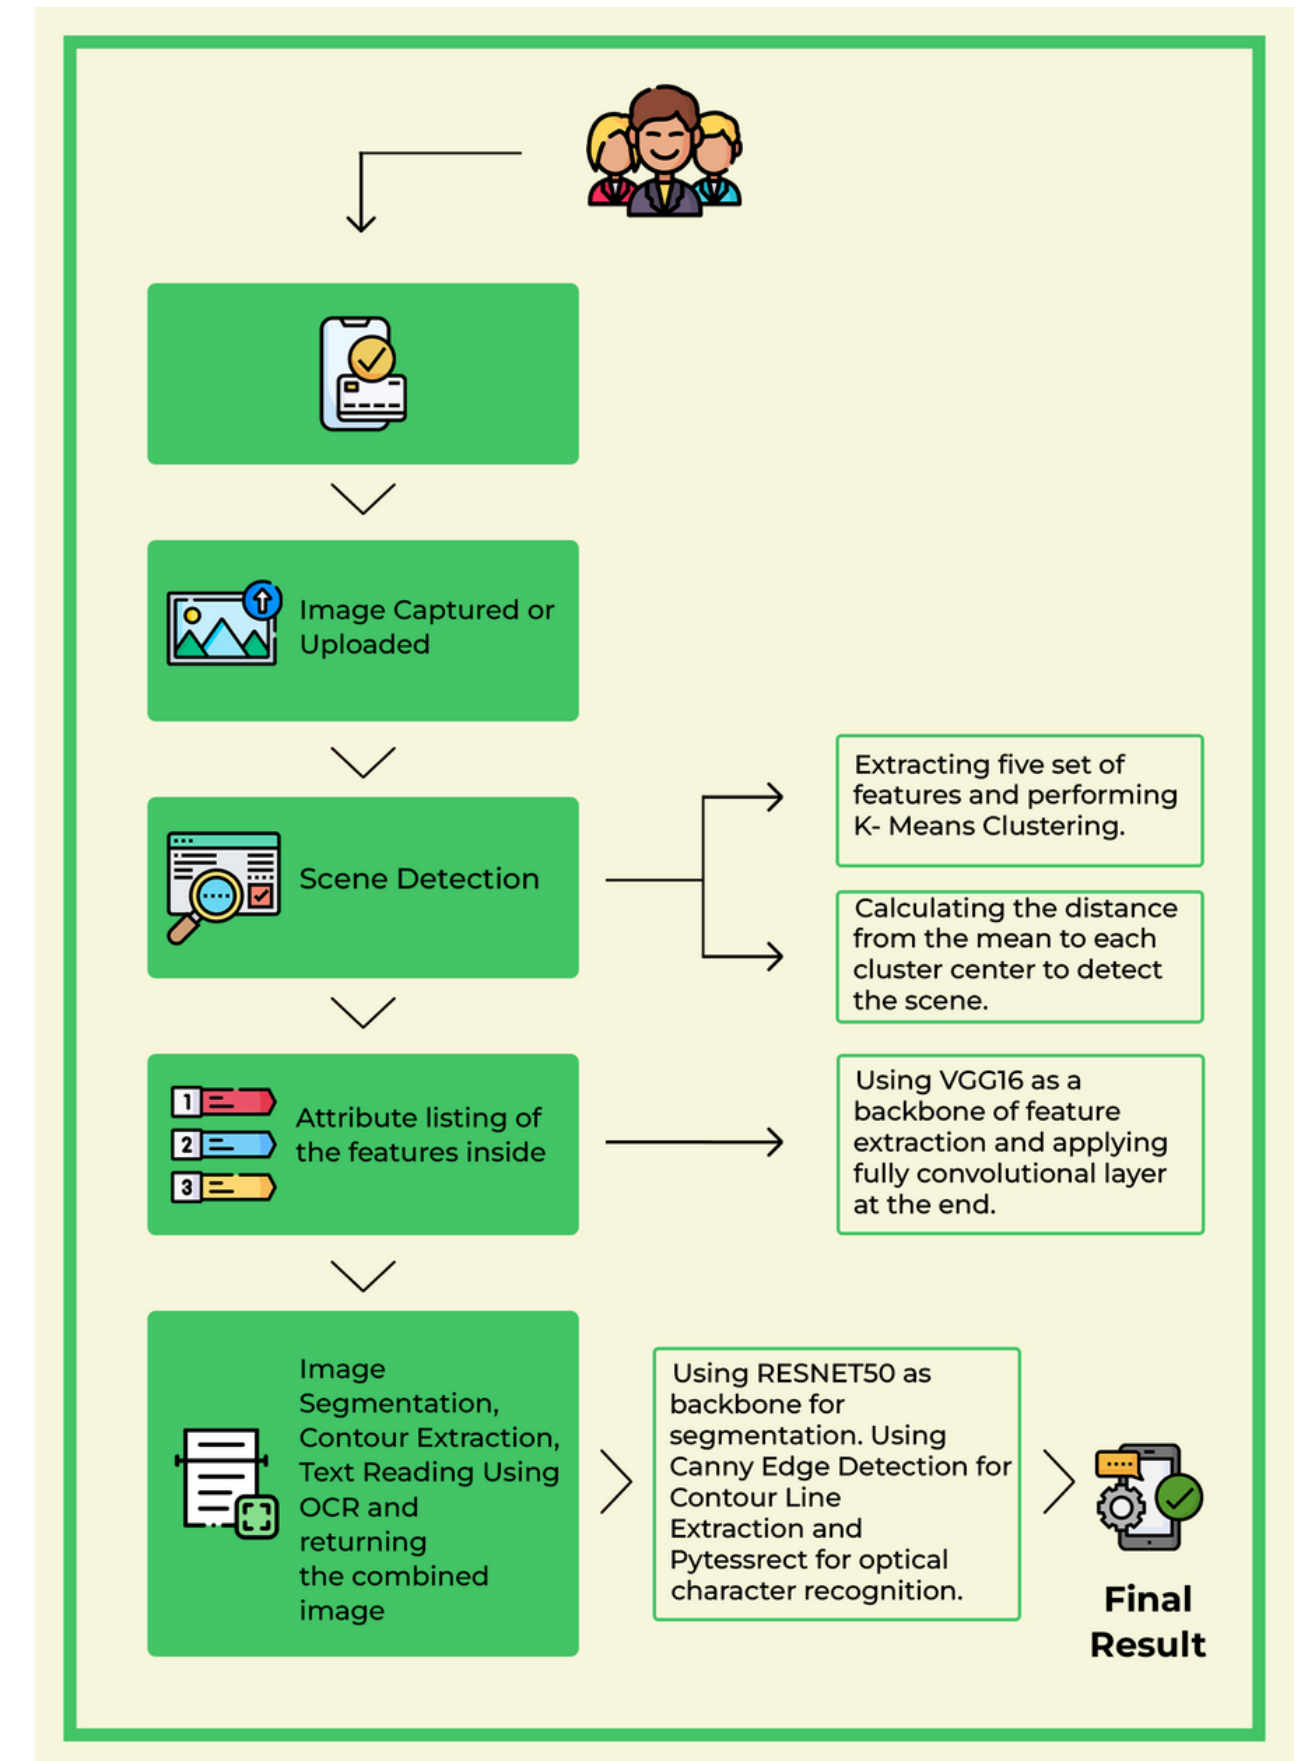 Image Captured or
Uploaded
Scene Detection
Extracting five set of
features and performing
K- Means Clustering.
Calculating the distance
from the mean to each
cluster center to detect
the scene.
1
2
3
Attribute listing of
the features inside
Using VGG16 as a
backbone of feature
extraction and applying
fully convolutional layer
at the end.
Image
Segmentation,
Contour Extraction,
Text Reading Using
OCR and
returning
the combined
image
Using RESNET50 as
backbone for
segmentation. Using
Canny Edge Detection for
Contour Line
Extraction and
Pytessrect for optical
character recognition.
Final
Result